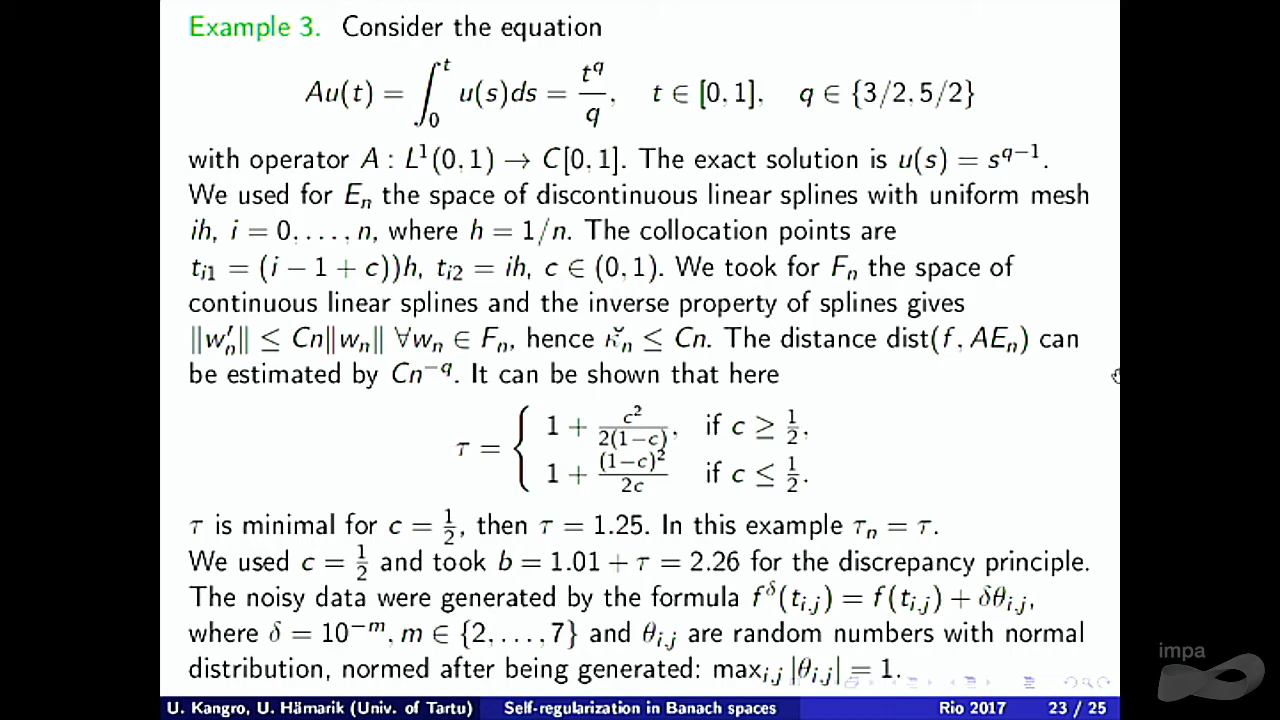 Example 3. Consider the equation
Au(t) = ∫₀ᵗ u(s)ds = t^q / q, t ∈ [0, 1], q ∈ {3/2, 5/2}
with operator A : L¹(0, 1) → C[0, 1]. The exact solution is u(s) = s^{q−1}.
We used for Eₙ the space of discontinuous linear splines with uniform mesh
ih, i = 0, . . . , n, where h = 1/n. The collocation points are
t_{i1} = (i − 1 + c))h, t_{i2} = ih, c ∈ (0, 1). We took for Fₙ the space of
continuous linear splines and the inverse property of splines gives
‖w′ₙ‖ ≤ Cn‖wₙ‖ ∀wₙ ∈ Fₙ, hence κ̆ₙ ≤ Cn. The distance dist(f, AEₙ) can
be estimated by Cn^{−q}. It can be shown that here
τ = { 1 + c²/2(1−c), if c ≥ 1/2,
1 + (1−c)²/2c if c ≤ 1/2.
τ is minimal for c = 1/2, then τ = 1.25. In this example τₙ = τ.
We used c = 1/2 and took b = 1.01 + τ = 2.26 for the discrepancy principle.
The noisy data were generated by the formula f^δ(t_{i,j}) = f(t_{i,j}) + δθ_{i,j},
where δ = 10^{−m}, m ∈ {2, . . . , 7} and θ_{i,j} are random numbers with normal
distribution, normed after being generated: max_{i,j} |θ_{i,j}| = 1.
impa
U. Kangro, U. Hämarik (Univ. of Tartu) Self-regularization in Banach spaces Rio 2017 23 / 25